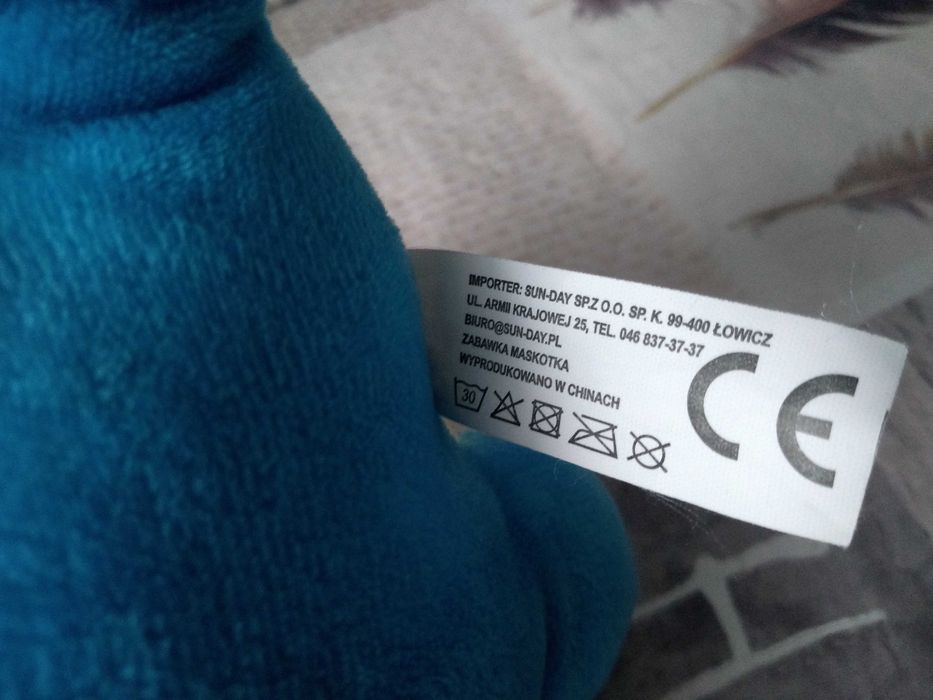 IMPORTER: SUN-DAY SP.Z O.O. SP. K. 99-400 ŁOWICZ
UL. ARMII KRAJOWEJ 25, TEL. 046 837-37-37
BIURO@SUN-DAY.PL
ZABAWKA MASKOTKA
WYPRODUKOWANO W CHINACH
30
CE